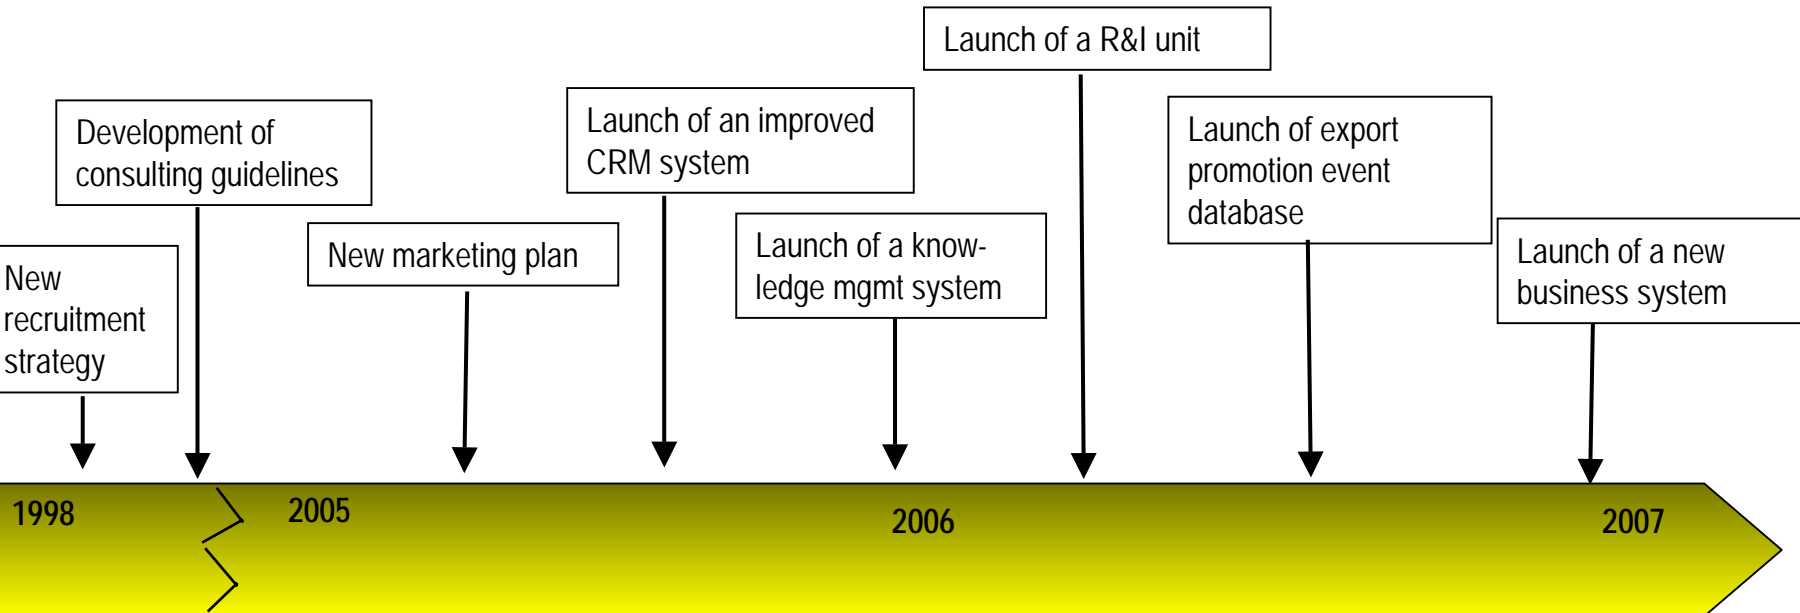 Launch of a R&I unit
Development of
consulting guidelines
Launch of an improved
CRM system
Launch of export
promotion event
database
New
recruitment
strategy
New marketing plan
Launch of a know-
ledge mgmt system
Launch of a new
business system
1998
2005
2006
2007